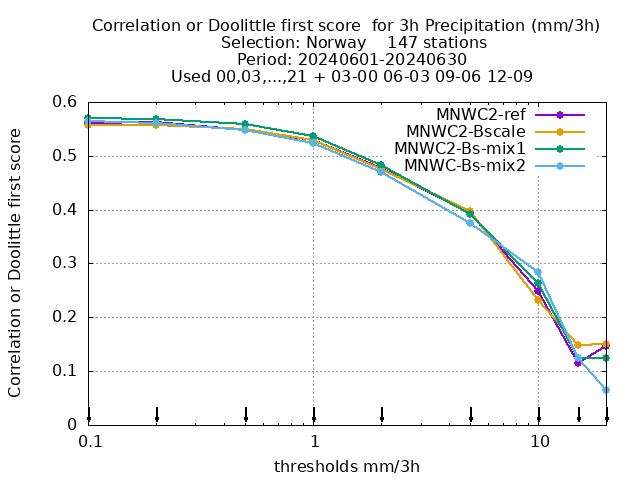 Correlation or Doolittle first score  for 3h Precipitation (mm/3h)
Selection: Norway    147 stations
Period: 20240601-20240630
Used 00,03,...,21 + 03-00 06-03 09-06 12-09
MNWC2-ref
MNWC2-Bscale
MNWC2-Bs-mix1
MNWC-Bs-mix2
Correlation or Doolittle first score
0.6
0.5
0.4
0.3
0.2
0.1
0
0.1
1
10
thresholds mm/3h